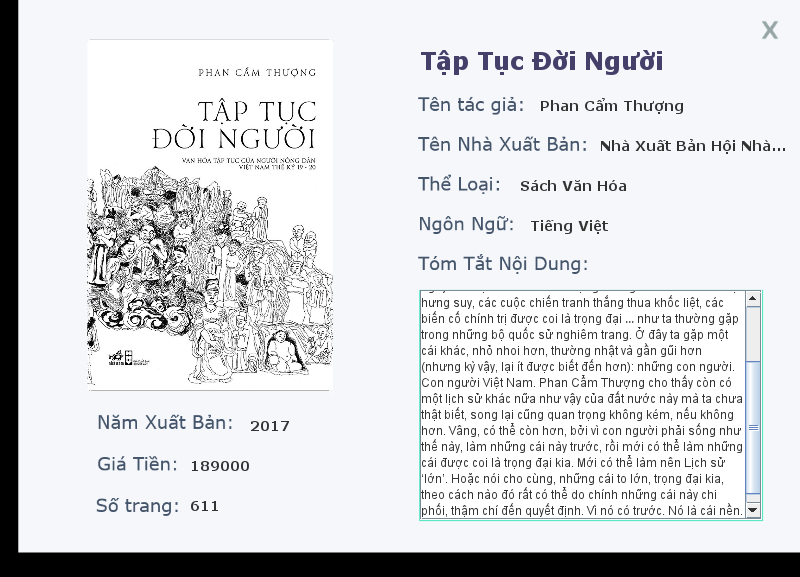 X
PHAN CẨM THƯỢNG
TẬP TỤC
ĐỜI NGƯỜI
VĂN HÓA TẬP TỤC CỦA NGƯỜI NÔNG DÂN
VIỆT NAM THẾ KỶ 19 - 20
Tập Tục Đời Người
Tên tác giả: Phan Cẩm Thượng
Tên Nhà Xuất Bản: Nhà Xuất Bản Hội Nhà...
Thể Loại: Sách Văn Hóa
Ngôn Ngữ: Tiếng Việt
Tóm Tắt Nội Dung:
hưng suy, các cuộc chiến tranh thắng thua khốc liệt, các
biến cố chính trị được coi là trọng đại ... như ta thường gặp
trong những bộ quốc sử nghiêm trang. Ở đây ta gặp một
cái khác, nhỏ nhoi hơn, thường nhật và gần gũi hơn
(nhưng kỳ vậy, lại ít được biết đến hơn): những con người.
Con người Việt Nam. Phan Cẩm Thượng cho thấy còn có
một lịch sử khác nữa như vậy của đất nước này mà ta chưa
thật biết, song lại cũng quan trọng không kém, nếu không
hơn. Vâng, có thể còn hơn, bởi vì con người phải sống như
thế này, làm những cái này trước, rồi mới có thể làm những
cái được coi là trọng đại kia. Mới có thể làm nên Lịch sử
'lớn'. Hoặc nói cho cùng, những cái to lớn, trọng đại kia,
theo cách nào đó rất có thể do chính những cái này chi
phối, thậm chí đến quyết định. Vì nó có trước. Nó là cái nền.
Năm Xuất Bản: 2017
Giá Tiền: 189000
Số trang: 611